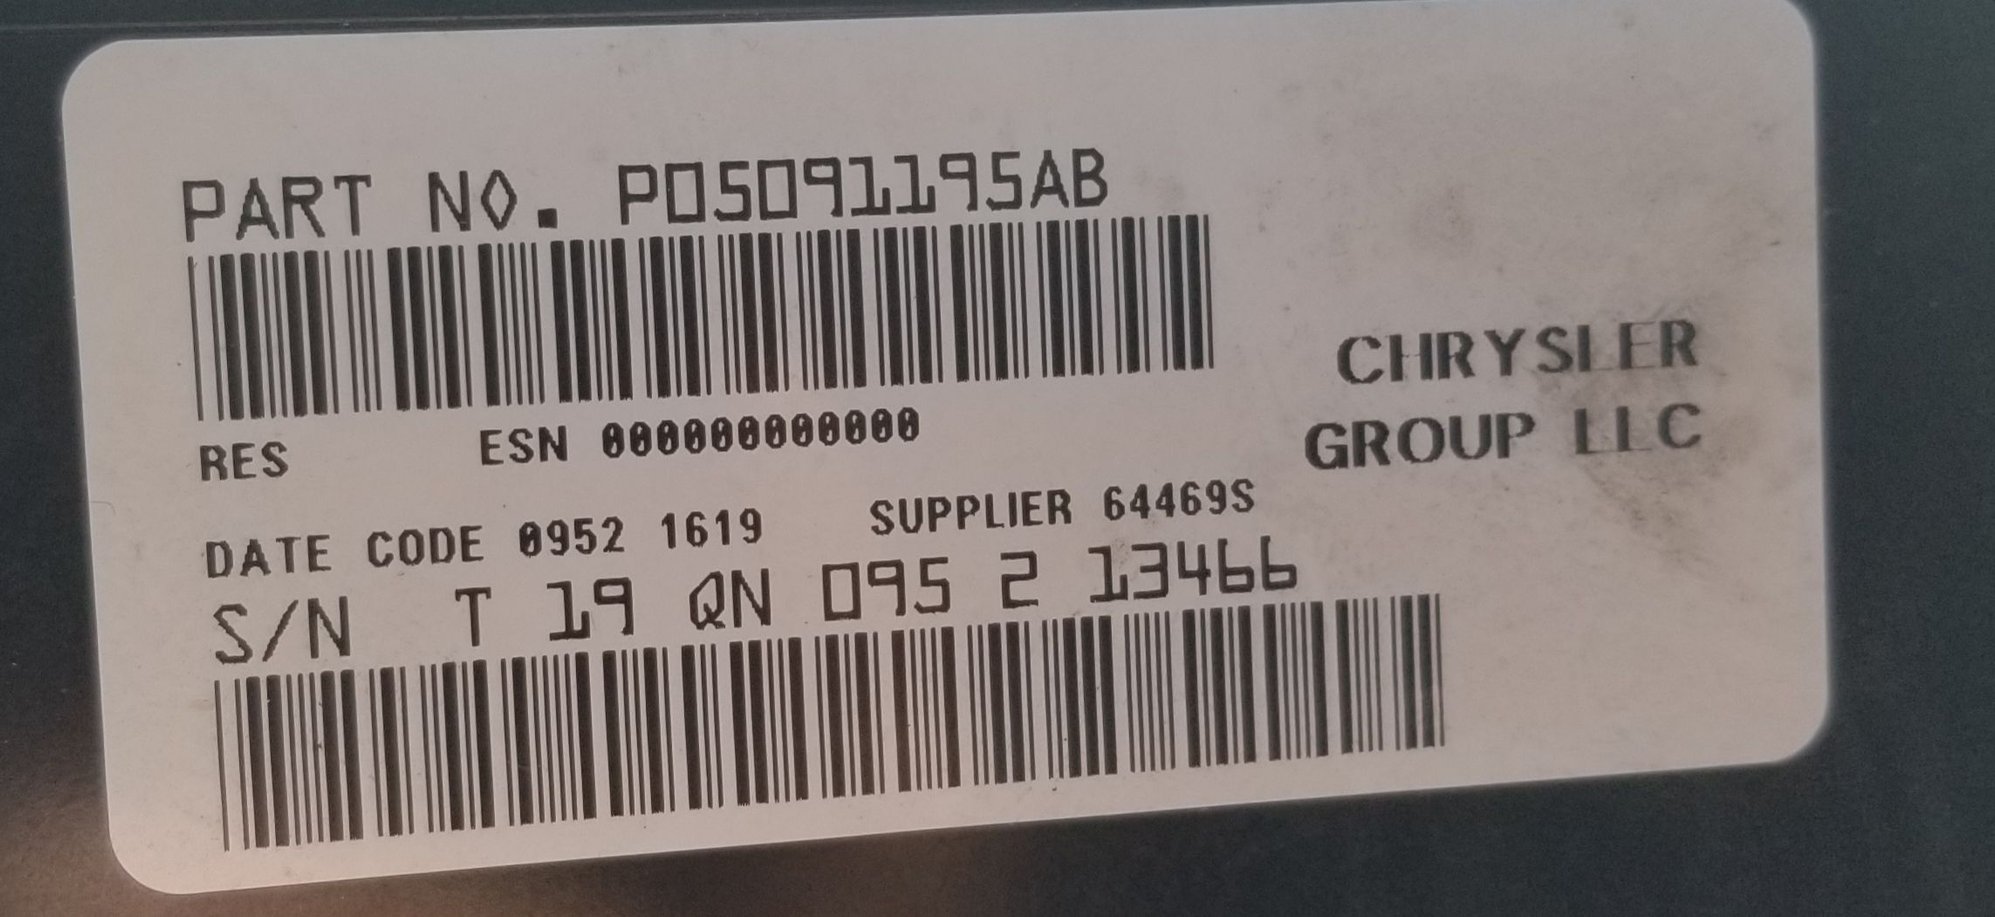 PART NO. P05091195AB
CHRYSLER
GROUP LLC
RES ESN 000000000000
DATE CODE 0952 1619 SUPPLIER 64469S
S/N T 19 QN 095 2 13466